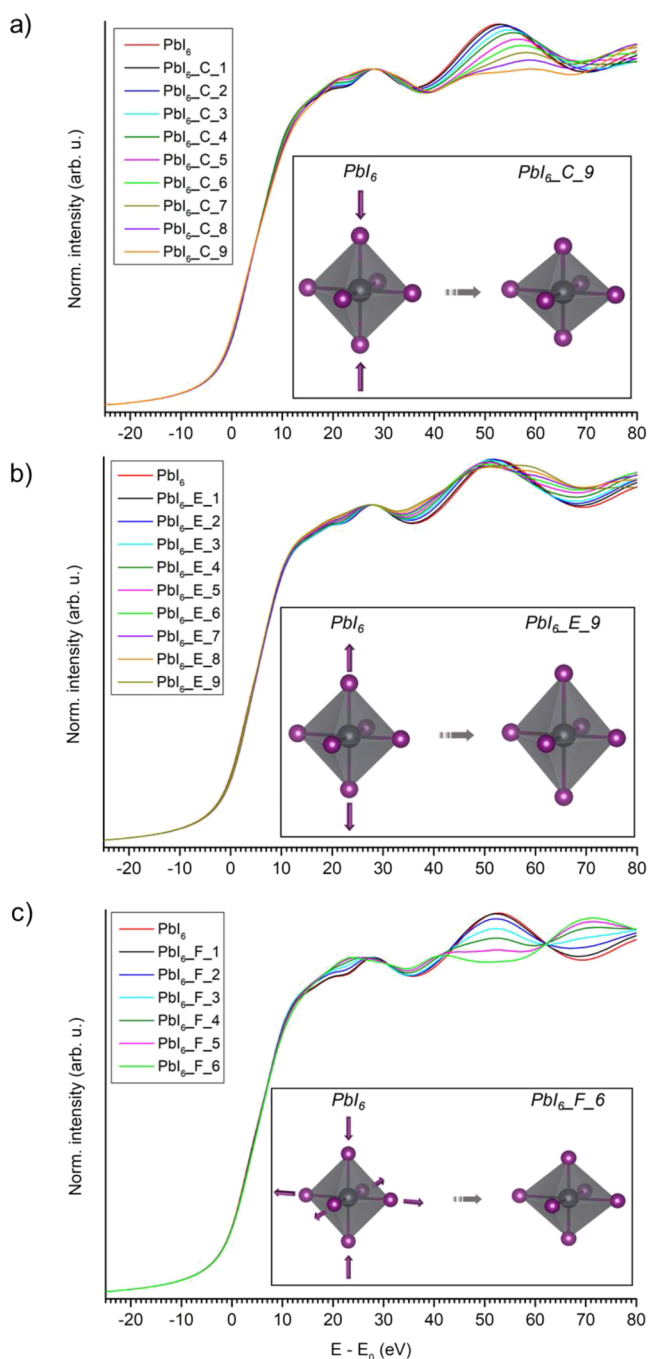 a)
Norm. intensity (arb. u.)
PbI₆
PbI₆_C_1
PbI₆_C_2
PbI₆_C_3
PbI₆_C_4
PbI₆_C_5
PbI₆_C_6
PbI₆_C_7
PbI₆_C_8
PbI₆_C_9
PbI₆ PbI₆_C_9
-20 -10 0 10 20 30 40 50 60 70 80
b)
Norm. intensity (arb. u.)
PbI₆
PbI₆_E_1
PbI₆_E_2
PbI₆_E_3
PbI₆_E_4
PbI₆_E_5
PbI₆_E_6
PbI₆_E_7
PbI₆_E_8
PbI₆_E_9
PbI₆ PbI₆_E_9
-20 -10 0 10 20 30 40 50 60 70 80
c)
Norm. intensity (arb. u.)
PbI₆
PbI₆_F_1
PbI₆_F_2
PbI₆_F_3
PbI₆_F_4
PbI₆_F_5
PbI₆_F_6
PbI₆ PbI₆_F_6
-20 -10 0 10 20 30 40 50 60 70 80
E - E₀ (eV)